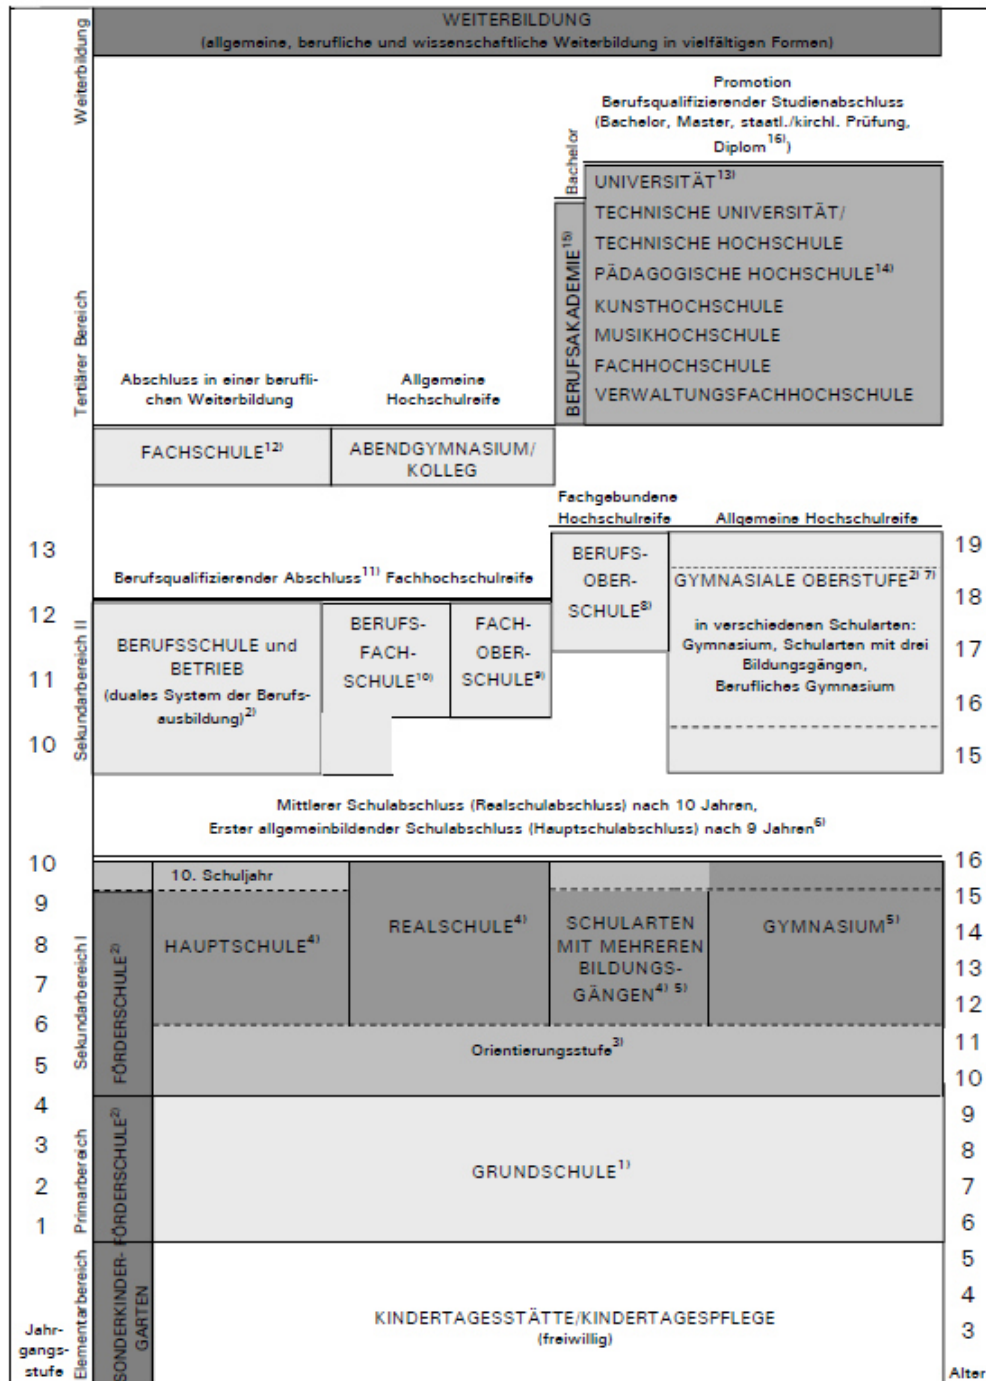 WEITERBILDUNG
(allgemeine, berufliche und wissenschaftliche Weiterbildung in vielfältigen Formen)
Weiterbildung
Promotion
Berufsqualifizierender Studienabschluss
(Bachelor, Master, staatl./kirchl. Prüfung,
Diplom16))
Bachelor
BERUFSAKADEMIE15)
UNIVERSITÄT13)
TECHNISCHE UNIVERSITÄT/
TECHNISCHE HOCHSCHULE
PÄDAGOGISCHE HOCHSCHULE14)
KUNSTHOCHSCHULE
MUSIKHOCHSCHULE
FACHHOCHSCHULE
VERWALTUNGSFACHHOCHSCHULE
Tertiärer Bereich
Abschluss in einer berufli-
chen Weiterbildung
Allgemeine
Hochschulreife
FACHSCHULE12)
ABENDGYMNASIUM/
KOLLEG
Fachgebundene
Hochschulreife
Allgemeine Hochschulreife
13
12
11
10
Sekundarbereich II
Berufsqualifizierender Abschluss11) Fachhochschulreife
BERUFSSCHULE und
BETRIEB
(duales System der Berufs-
ausbildung)2)
BERUFS-
FACH-
SCHULE10)
FACH-
OBER-
SCHULE9)
BERUFS-
OBER-
SCHULE8)
GYMNASIALE OBERSTUFE2) 7)
in verschiedenen Schularten:
Gymnasium, Schularten mit drei
Bildungsgängen,
Berufliches Gymnasium
19
18
17
16
15
Mittlerer Schulabschluss (Realschulabschluss) nach 10 Jahren,
Erster allgemeinbildender Schulabschluss (Hauptschulabschluss) nach 9 Jahren6)
10
9
8
7
6
5
Sekundarbereich I
FÖRDERSCHULE2)
10. Schuljahr
HAUPTSCHULE4)
REALSCHULE4)
SCHULARTEN
MIT MEHREREN
BILDUNGS-
GÄNGEN4) 5)
GYMNASIUM5)
Orientierungsstufe3)
16
15
14
13
12
11
10
4
3
2
1
Primarbereich
FÖRDERSCHULE2)
GRUNDSCHULE1)
9
8
7
6
Jahr-
gangs-
stufe
Elementarbereich
SONDERKINDER-
GARTEN
KINDERTAGESSTÄTTE/KINDERTAGESPFLEGE
(freiwillig)
5
4
3
Alter